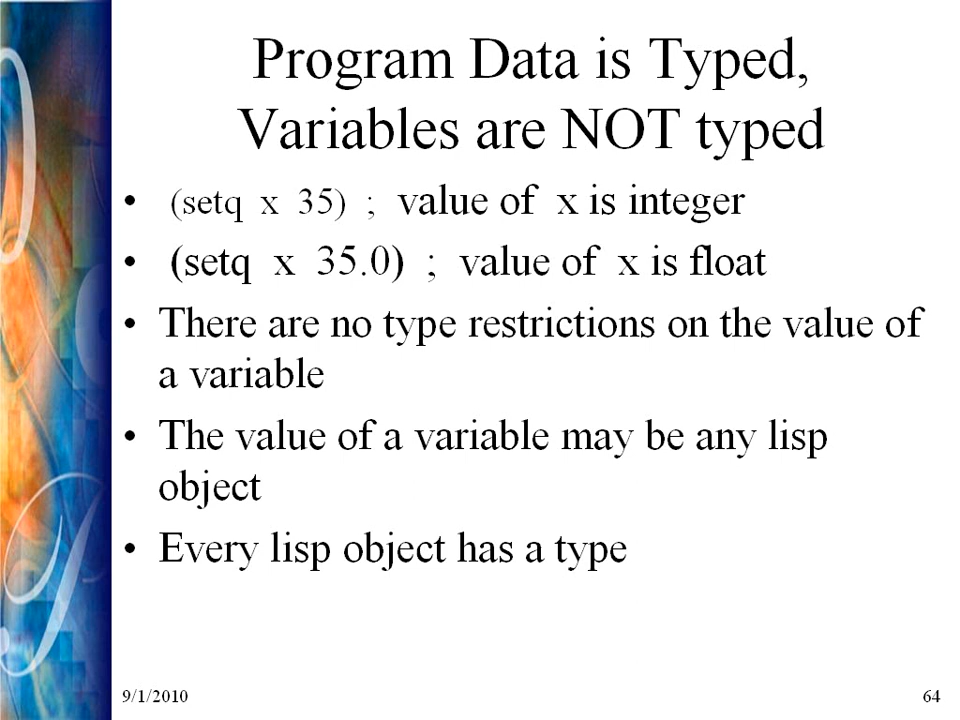 Program Data is Typed,
Variables are NOT typed
• (setq x 35) ; value of x is integer
• (setq x 35.0) ; value of x is float
• There are no type restrictions on the value of
a variable
• The value of a variable may be any lisp
object
• Every lisp object has a type
9/1/2010
64